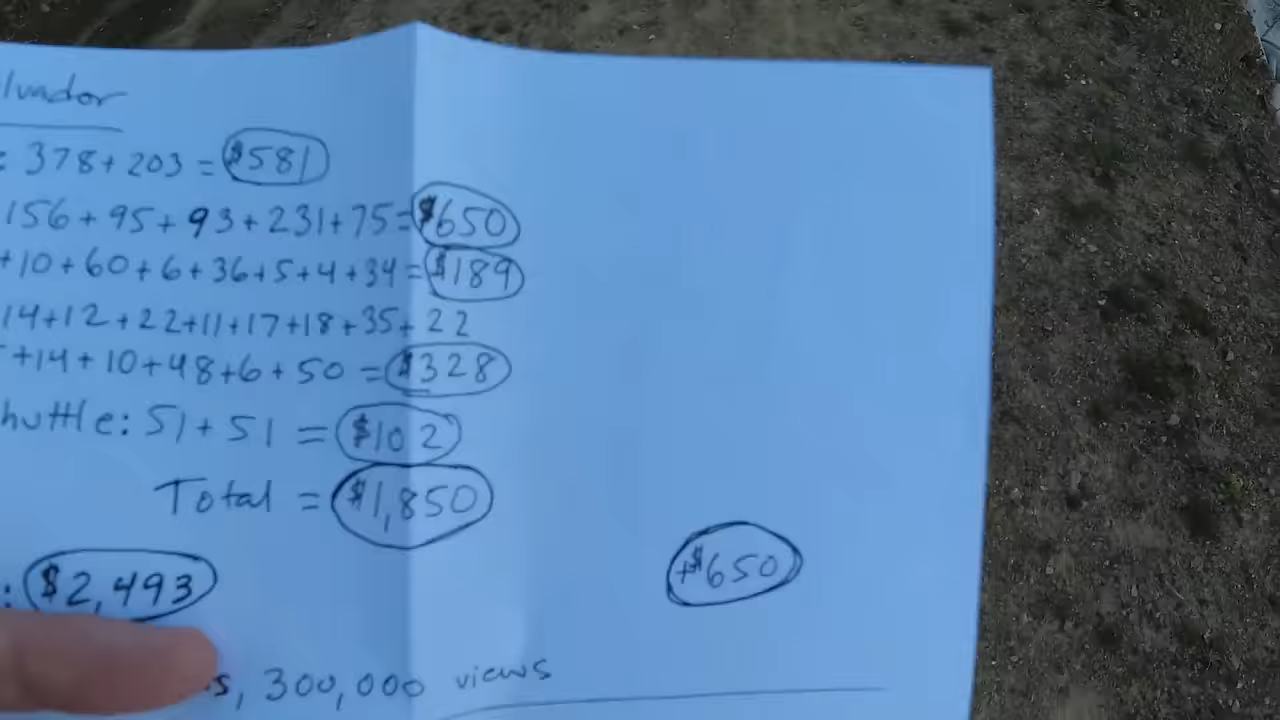 lvador
: 378+203 = $581
156+95+93+231+75=$650
+10+60+6+36+5+4+34=$189
14+12+22+11+17+18+35+22
+14+10+48+6+50 = $328
huttle: 51+51 = $102
Total = $1,850
: $2,493
+$650
s, 300,000 views